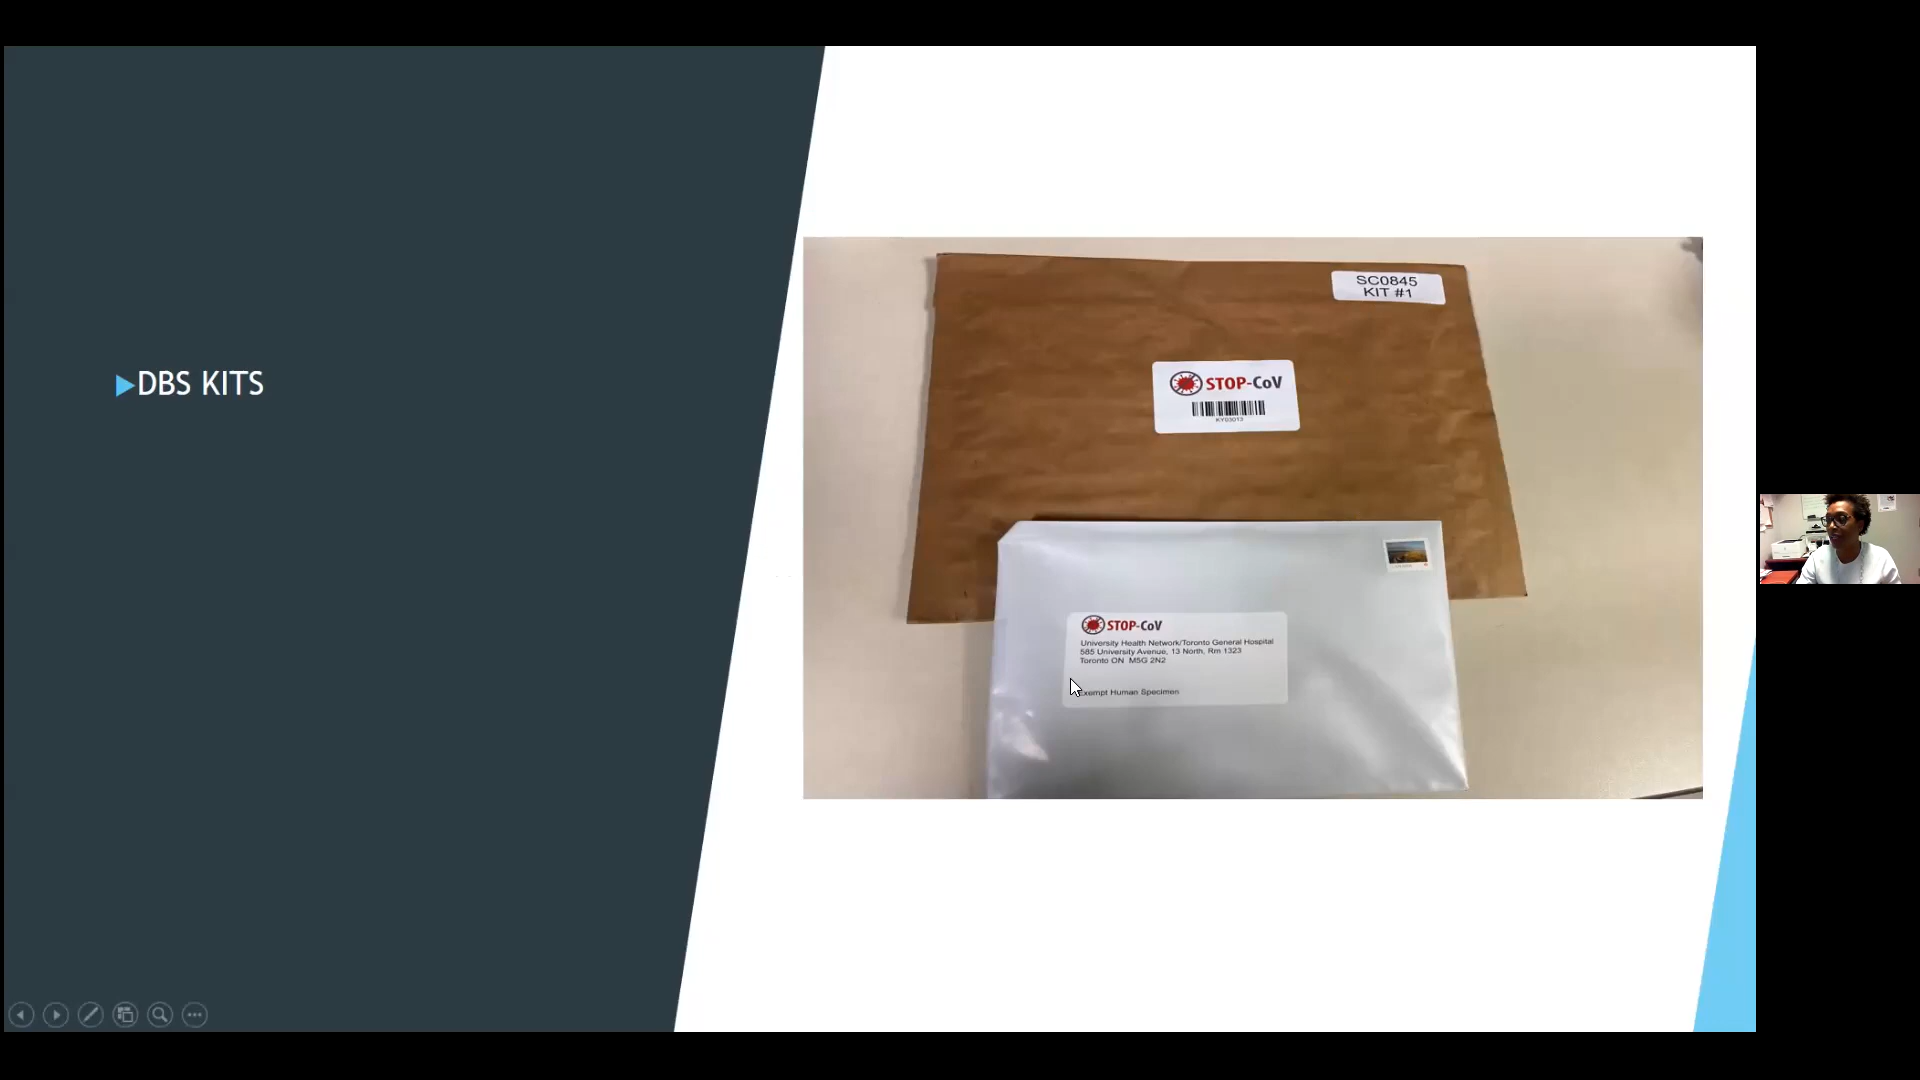 DBS KITS
SC0845
KIT #1
STOP-CoV
STOP-CoV
University Health Network/Toronto General Hospital
585 University Avenue, 13 North, Rm 1323
Toronto ON M5G 2N2
Exempt Human Specimen